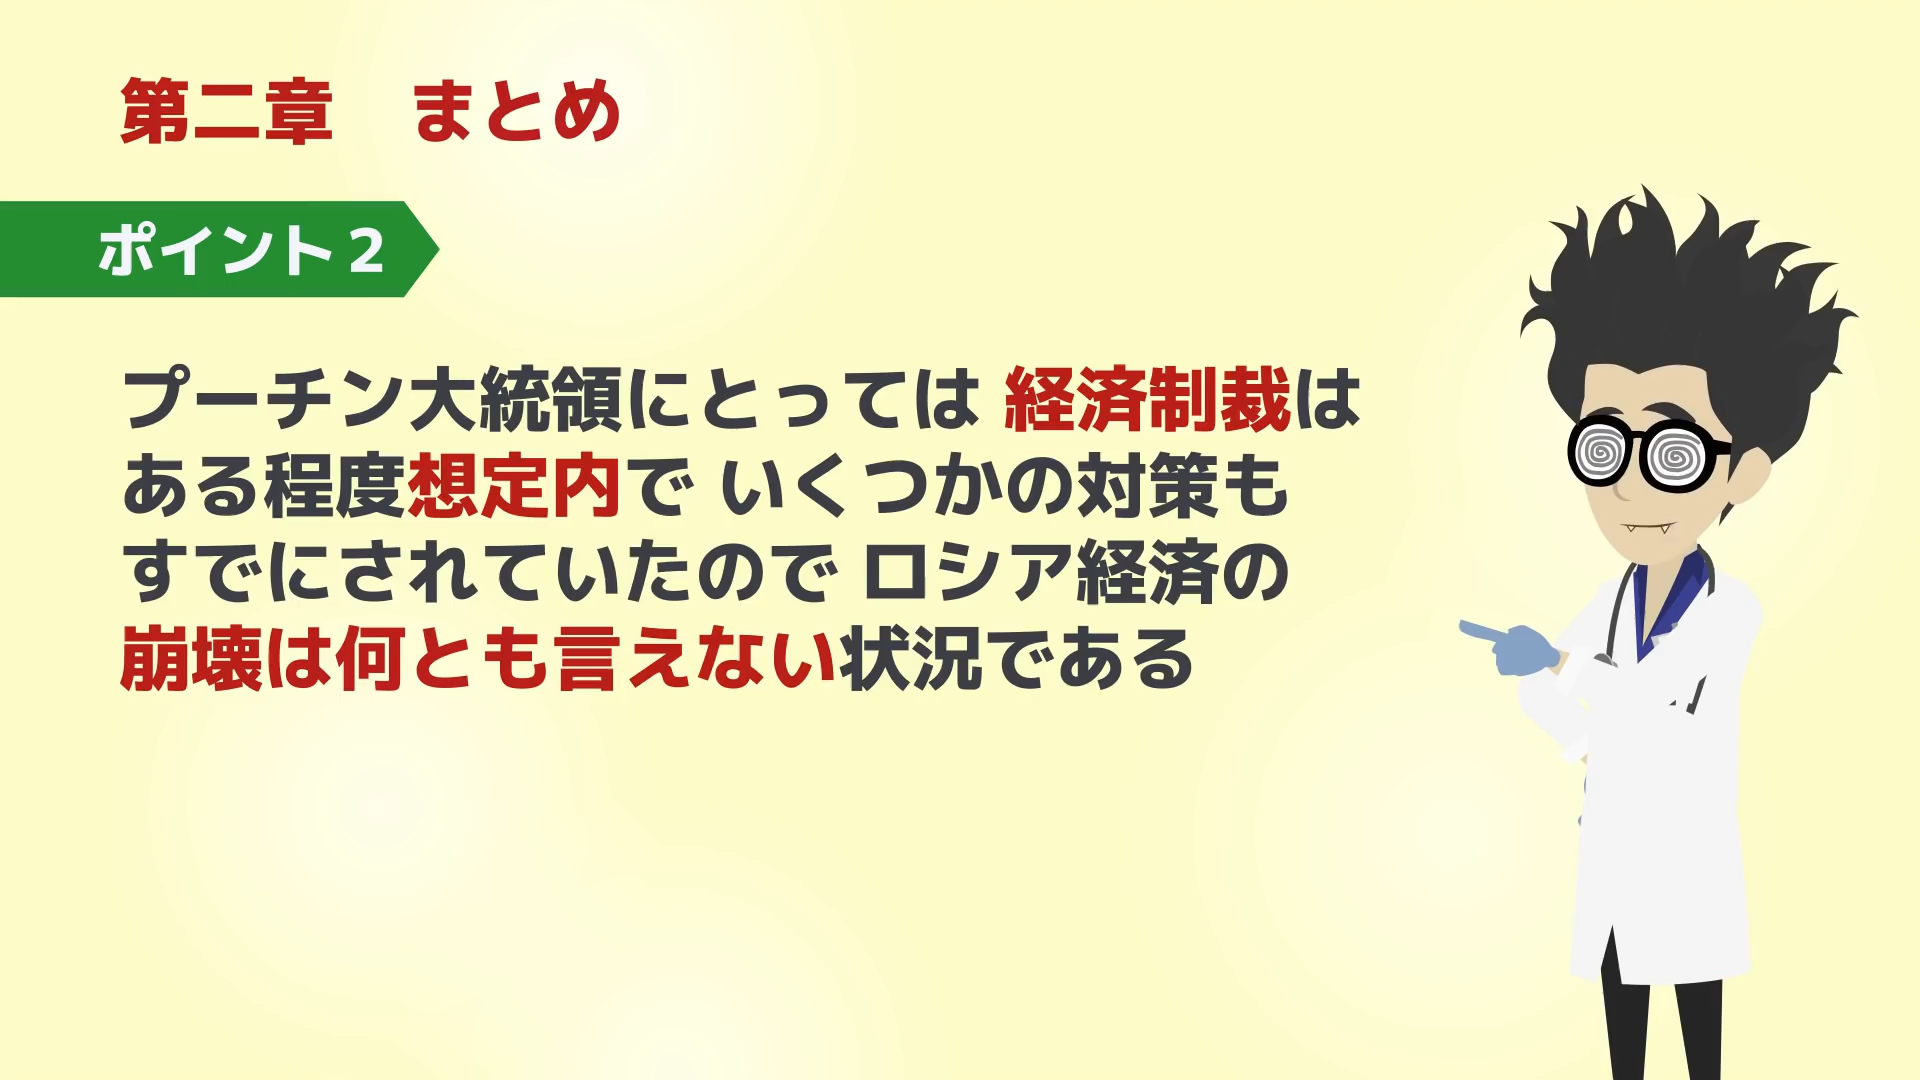 第二章　まとめ
ポイント２
プーチン大統領にとっては 経済制裁は
ある程度想定内で いくつかの対策も
すでにされていたので ロシア経済の
崩壊は何とも言えない状況である